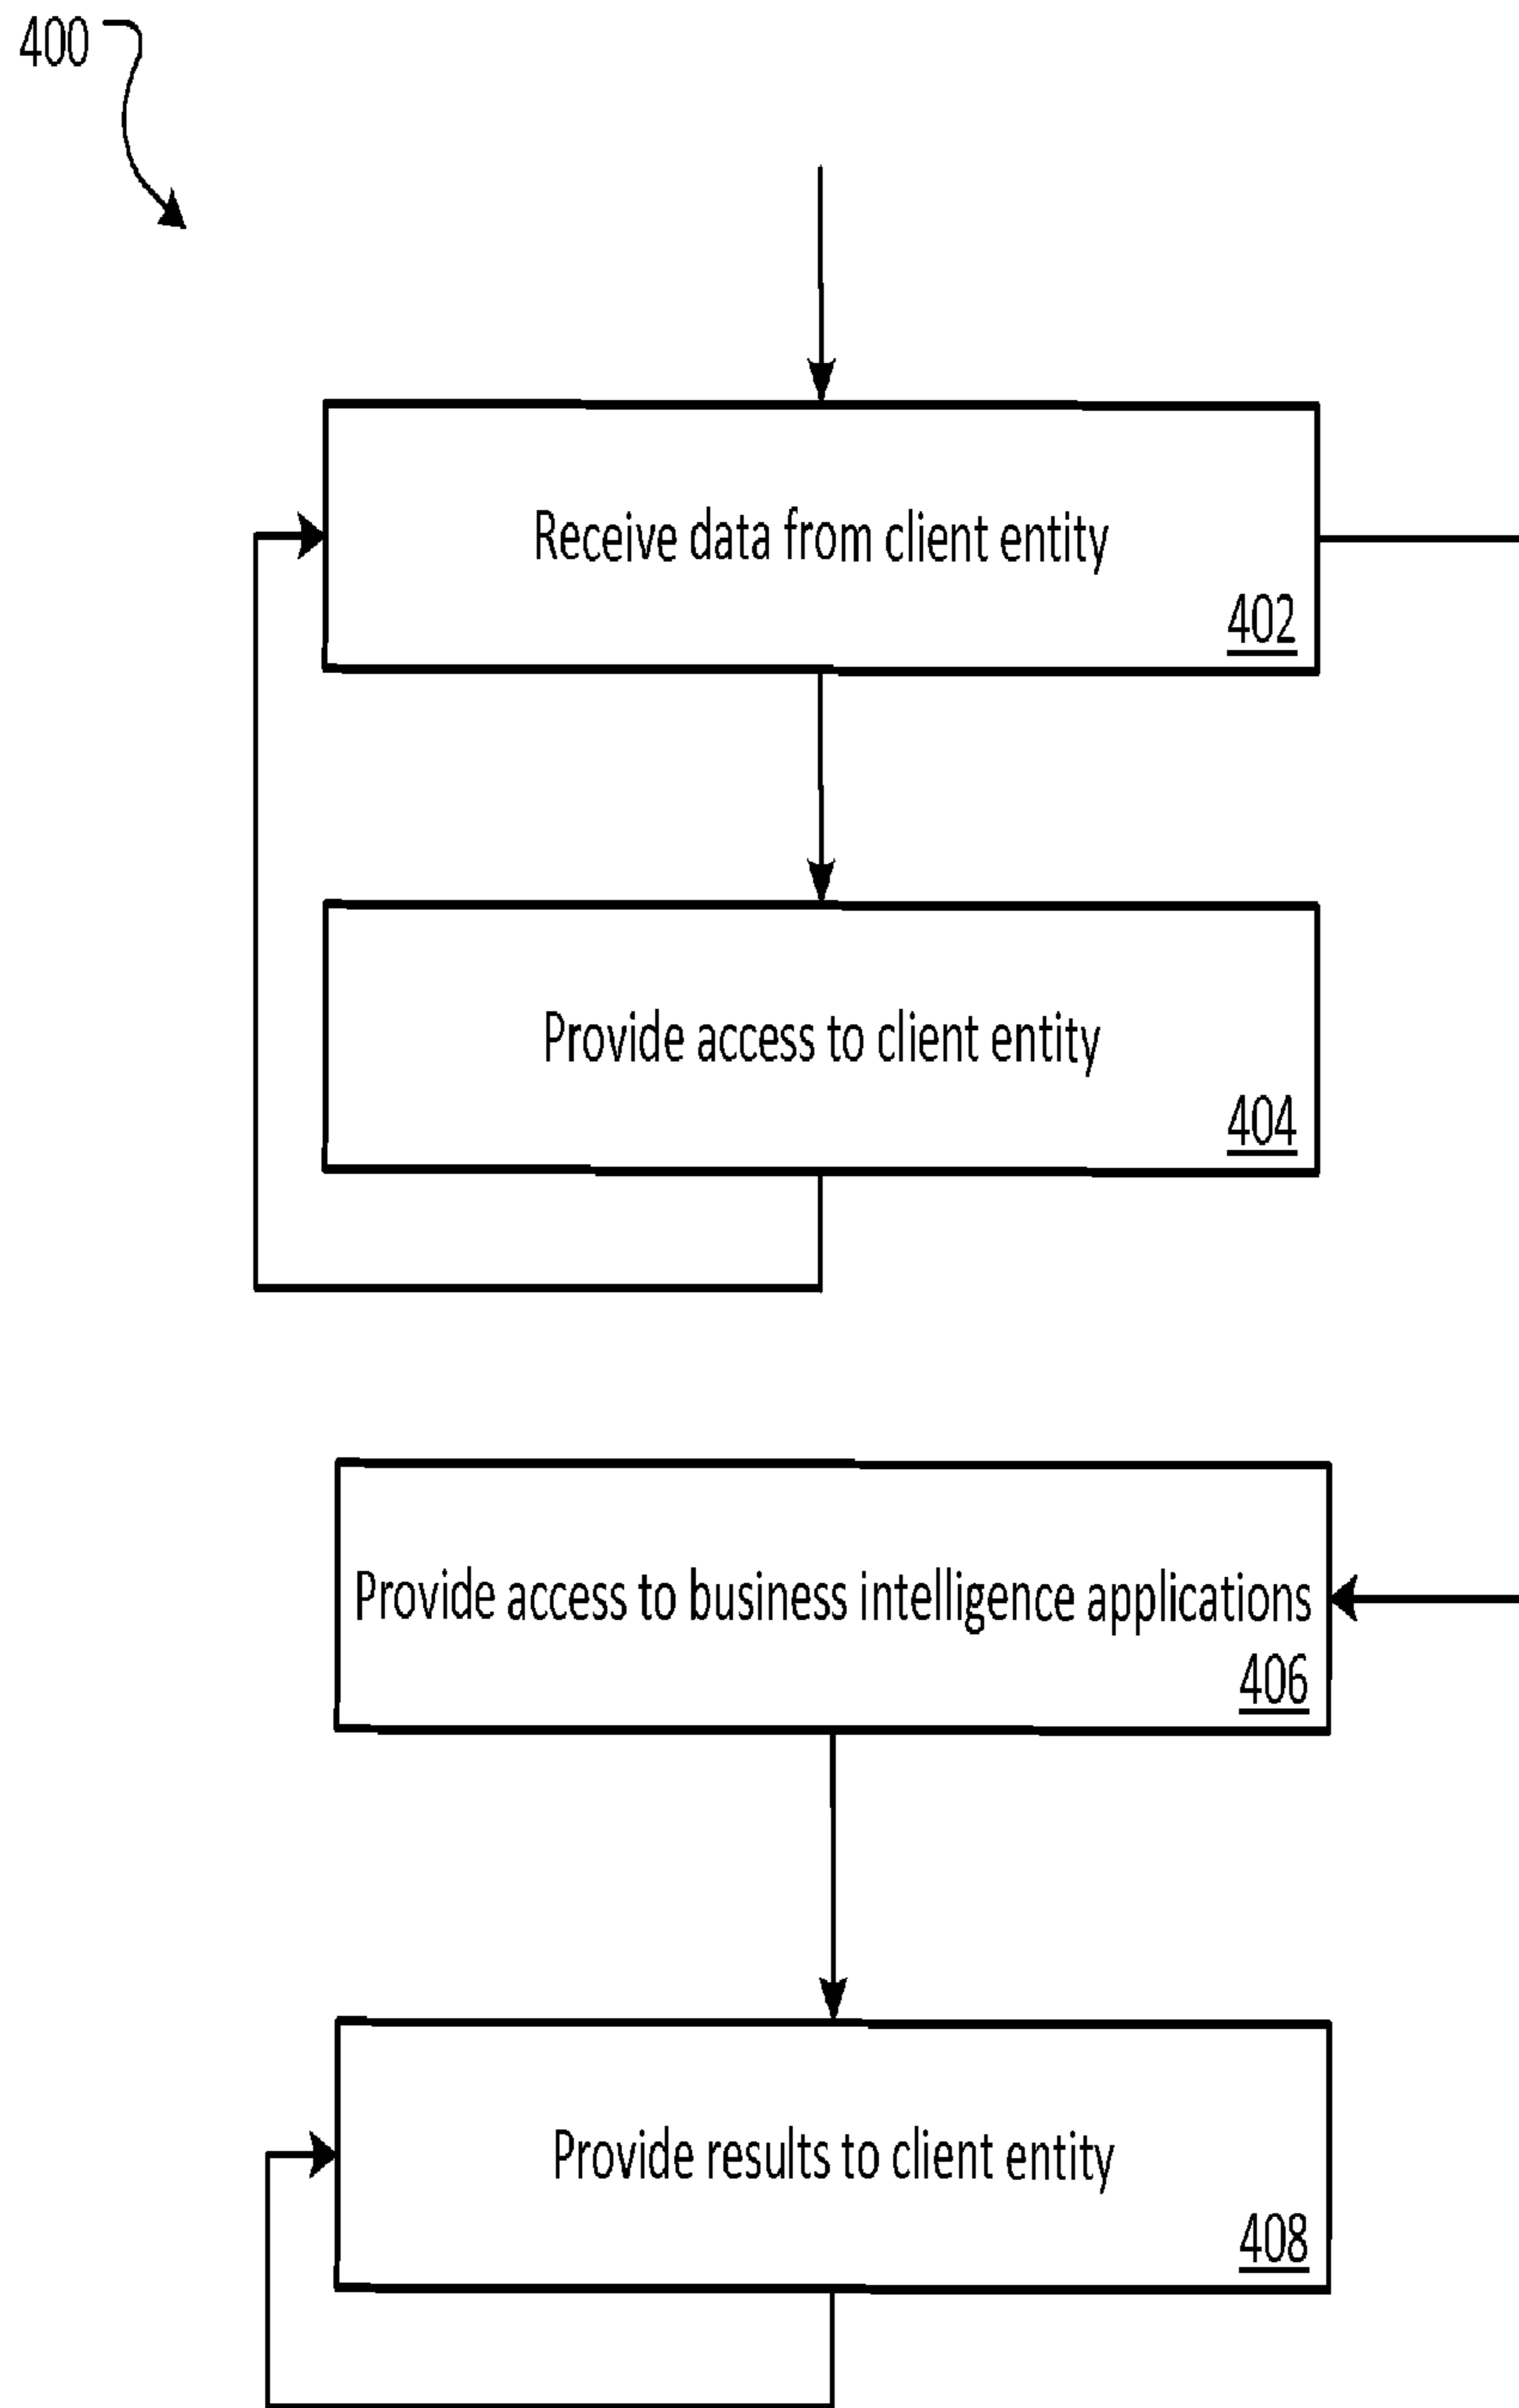 400
Receive data from client entity
402
Provide access to client entity
404
Provide access to business intelligence applications
406
Provide results to client entity
408